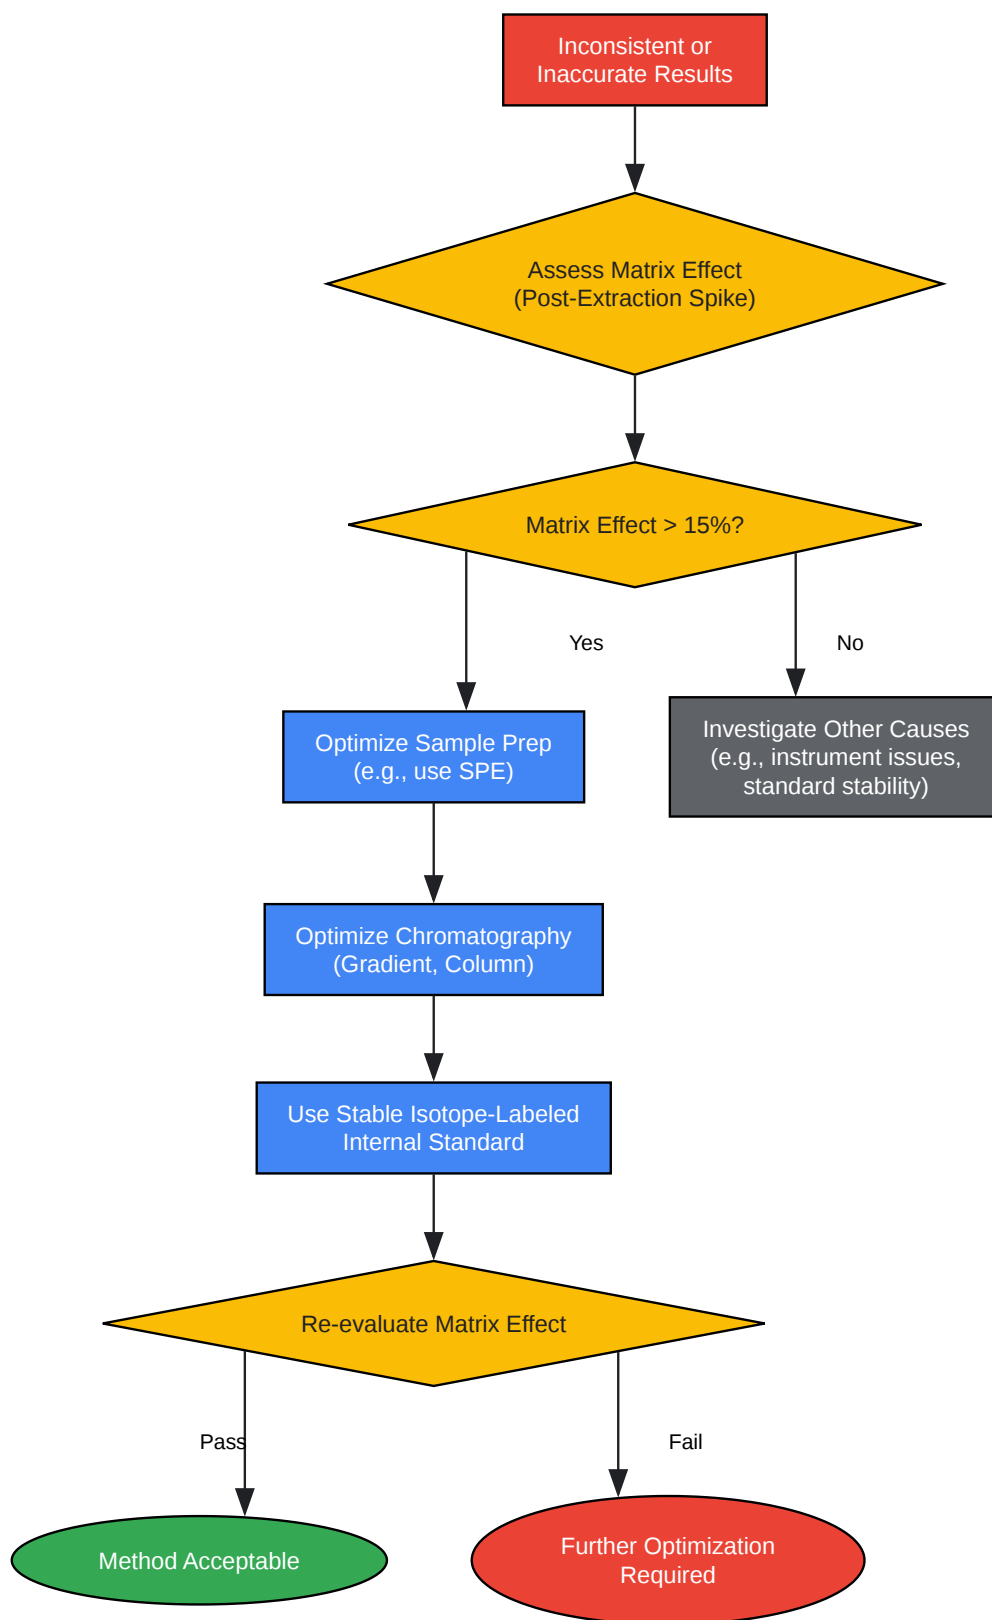 Inconsistent or
Inaccurate Results
Assess Matrix Effect
(Post-Extraction Spike)
Matrix Effect > 15%?
Yes
No
Optimize Sample Prep
(e.g., use SPE)
Investigate Other Causes
(e.g., instrument issues,
standard stability)
Optimize Chromatography
(Gradient, Column)
Use Stable Isotope-Labeled
Internal Standard
Re-evaluate Matrix Effect
Pass
Fail
Method Acceptable
Further Optimization
Required